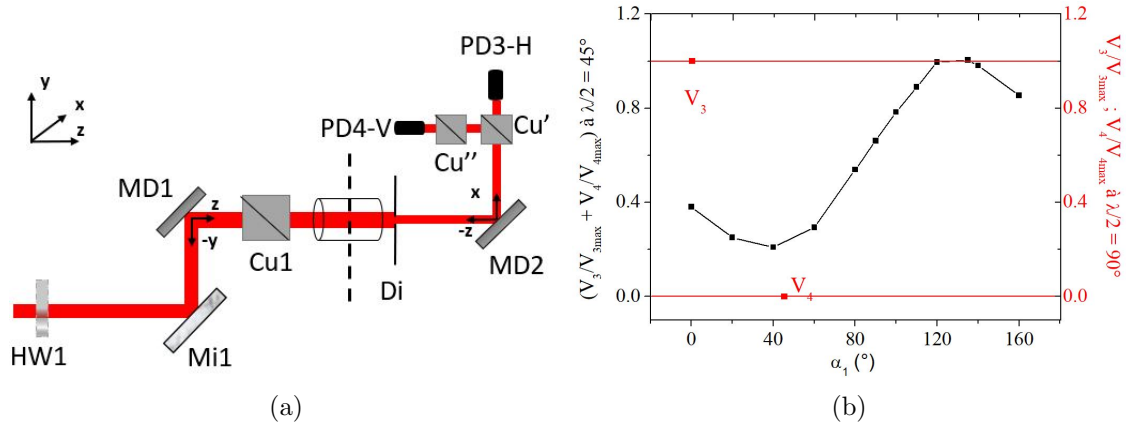 (a)
y
x
z
PD3-H
PD4-V
Cu'
Cu''
MD1
z
-y
x
-z
Cu1
MD2
Di
HW1
Mi1
(b)
(V3/V3max + V4/V4max) à λ/2 = 45°
1.2
0.8
0.4
0.0
V3
V4
0 40 80 120 160
α1 (°)
1.2
0.8
0.4
0.0
V3/V3max ; V4/V4max à λ/2 = 90°